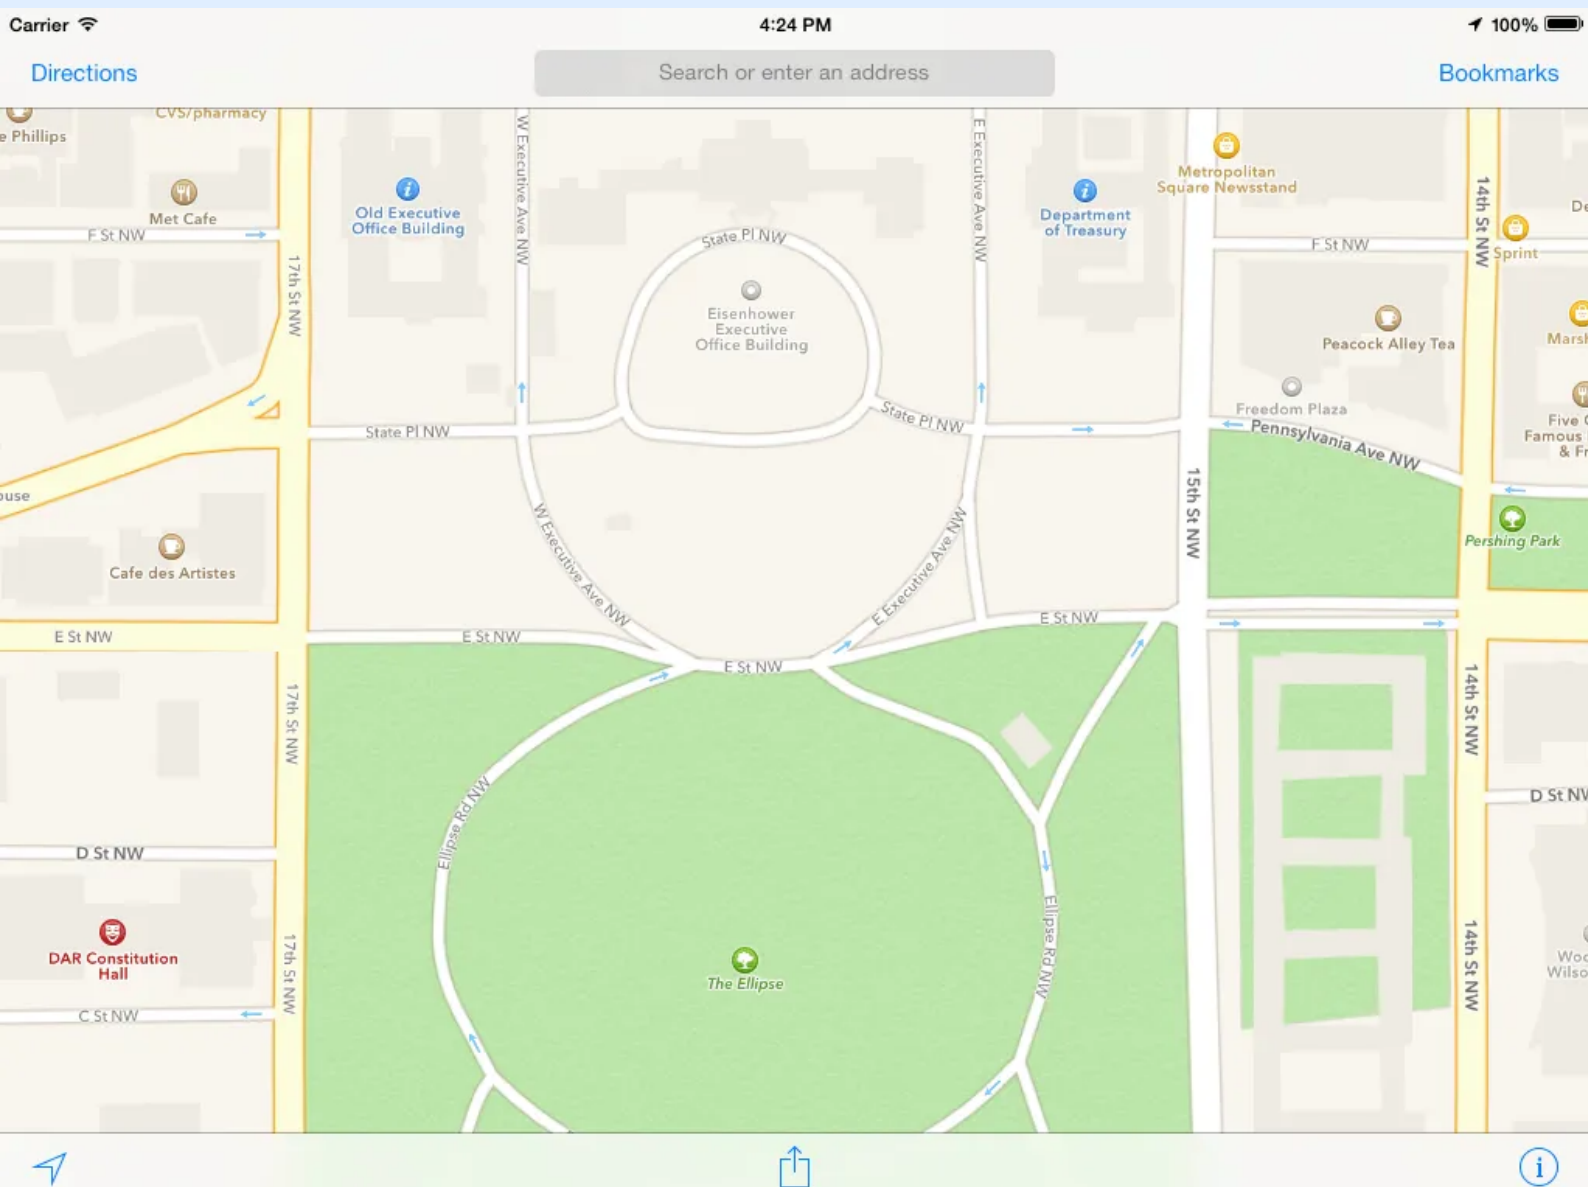 Carrier
4:24 PM
100%
Directions
Search or enter an address
Bookmarks
CVS/pharmacy
e Phillips
Met Cafe
F St NW
17th St NW
Old Executive
Office Building
W Executive Ave NW
State Pl NW
Eisenhower
Executive
Office Building
E Executive Ave NW
Department
of Treasury
Metropolitan
Square Newsstand
F St NW
14th St NW
De
Sprint
Peacock Alley Tea
Marsh
Freedom Plaza
Five G
Famous
& Fr
Pennsylvania Ave NW
State Pl NW
State Pl NW
ouse
15th St NW
Pershing Park
Cafe des Artistes
W Executive Ave NW
E Executive Ave NW
E St NW
E St NW
E St NW
E St NW
17th St NW
14th St NW
D St NW
Ellipse Rd NW
D St NW
DAR Constitution
Hall
17th St NW
The Ellipse
Ellipse Rd NW
14th St NW
Woo
Wilso
C St NW